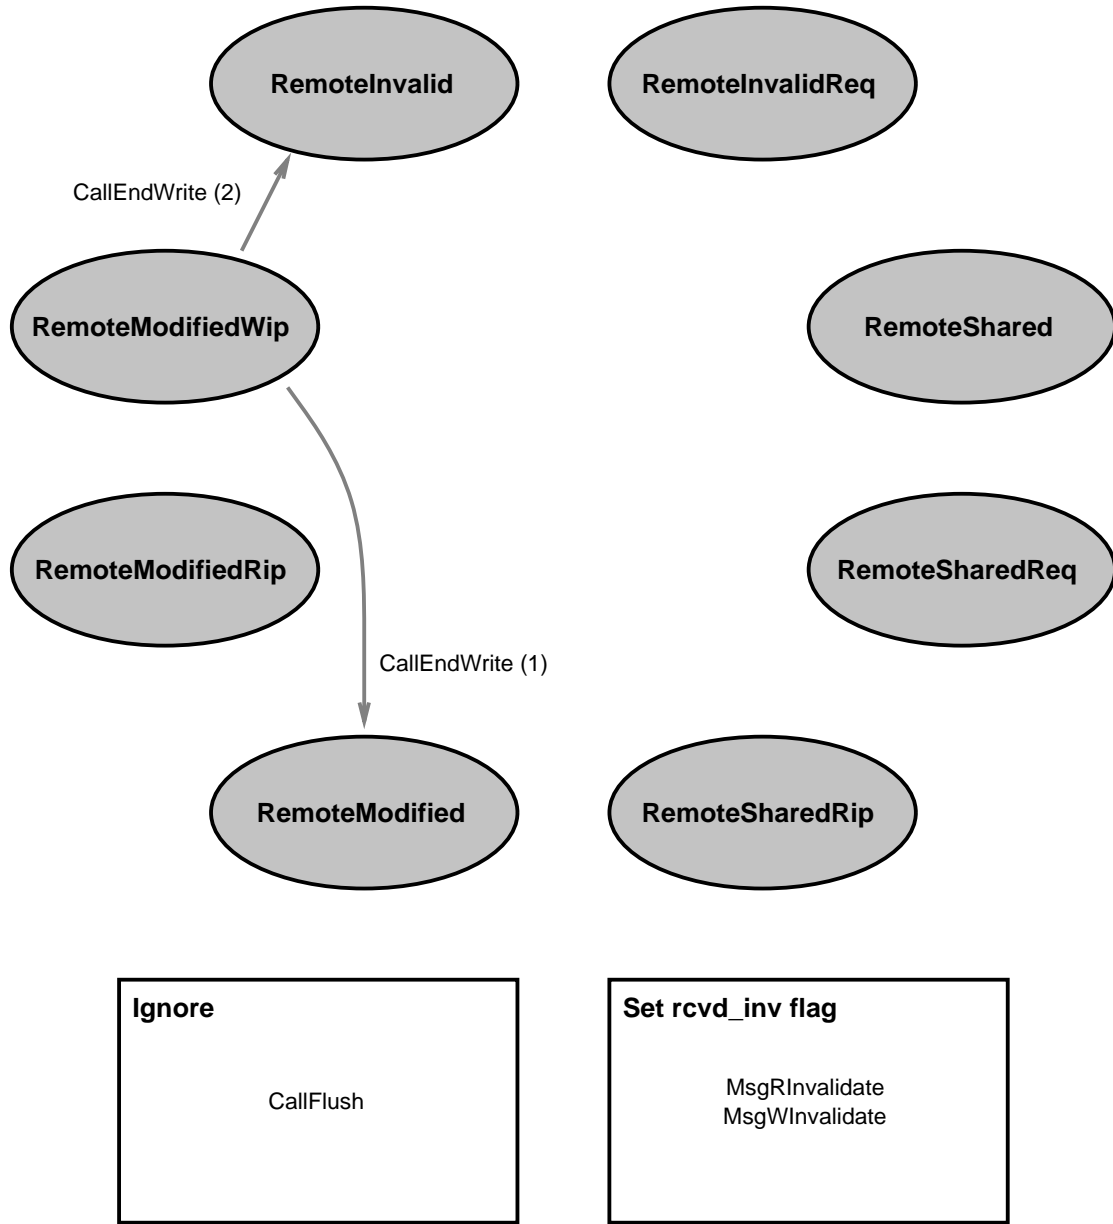 RemoteInvalid
RemoteInvalidReq
CallEndWrite (2)
RemoteModifiedWip
RemoteShared
RemoteModifiedRip
RemoteSharedReq
CallEndWrite (1)
RemoteModified
RemoteSharedRip
Ignore
CallFlush
Set rcvd_inv flag
MsgRInvalidate
MsgWInvalidate